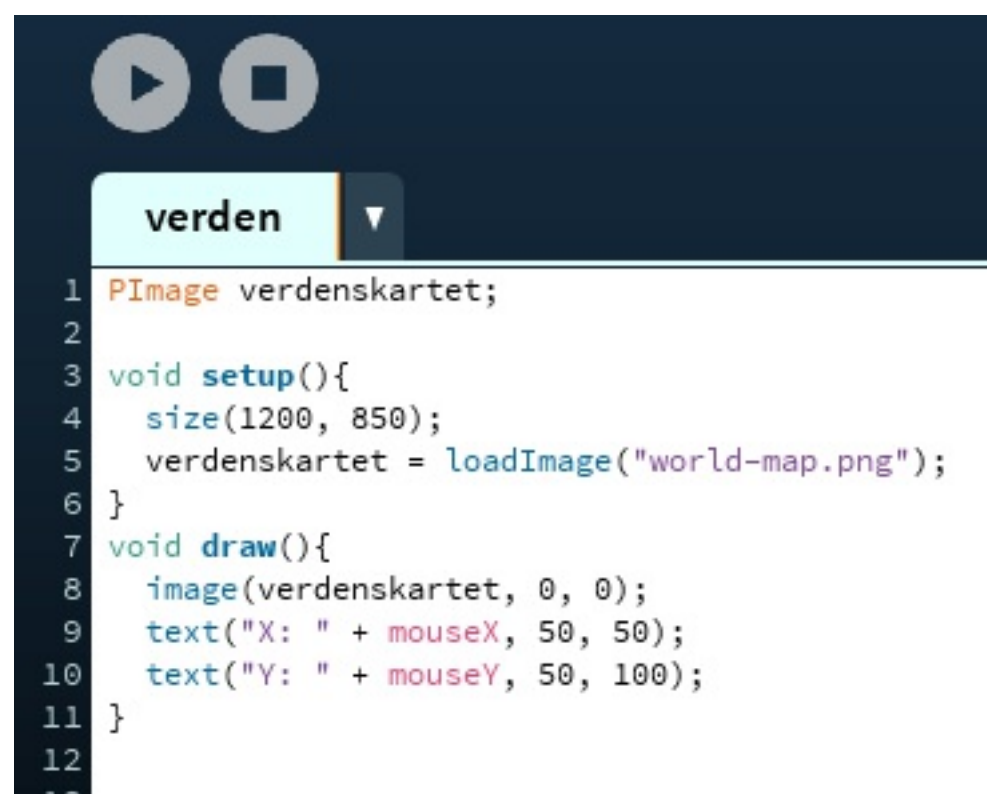 verden
1 PImage verdenskartet;
2
3 void setup(){
4 size(1200, 850);
5 verdenskartet = loadImage("world-map.png");
6 }
7 void draw(){
8 image(verdenskartet, 0, 0);
9 text("X: " + mouseX, 50, 50);
10 text("Y: " + mouseY, 50, 100);
11 }
12